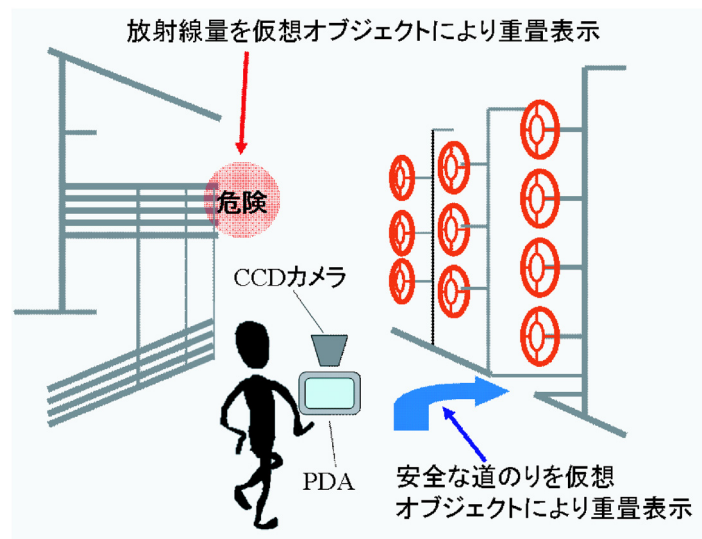 放射線量を仮想オブジェクトにより重畳表示
危険
CCDカメラ
PDA
安全な道のりを仮想
オブジェクトにより重畳表示